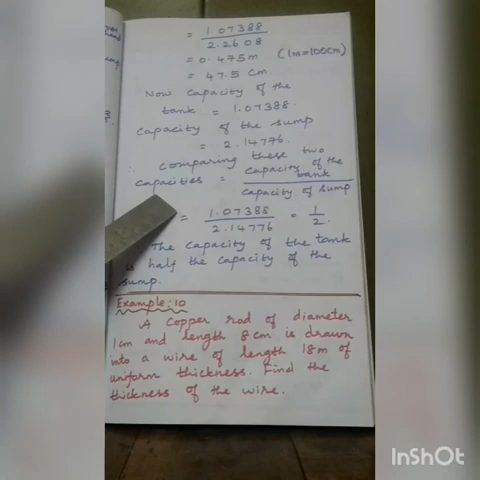 = 1.07388
2.2608
= 0.475m (1m=100cm)
= 47.5 cm.
Now capacity of the
tank = 1.07388.
capacity of the sump
= 2.14776.
∴ comparing these two
capacities = capacity of the tank
capacity of sump
= 1.07388 = 1
2.14776 2.
The capacity of the tank
is half the capacity of the
sump.
Example: 10
A copper rod of diameter
1cm and length 8cm is drawn
into a wire of length 18m of
uniform thickness. Find the
thickness of the wire.
InShOt